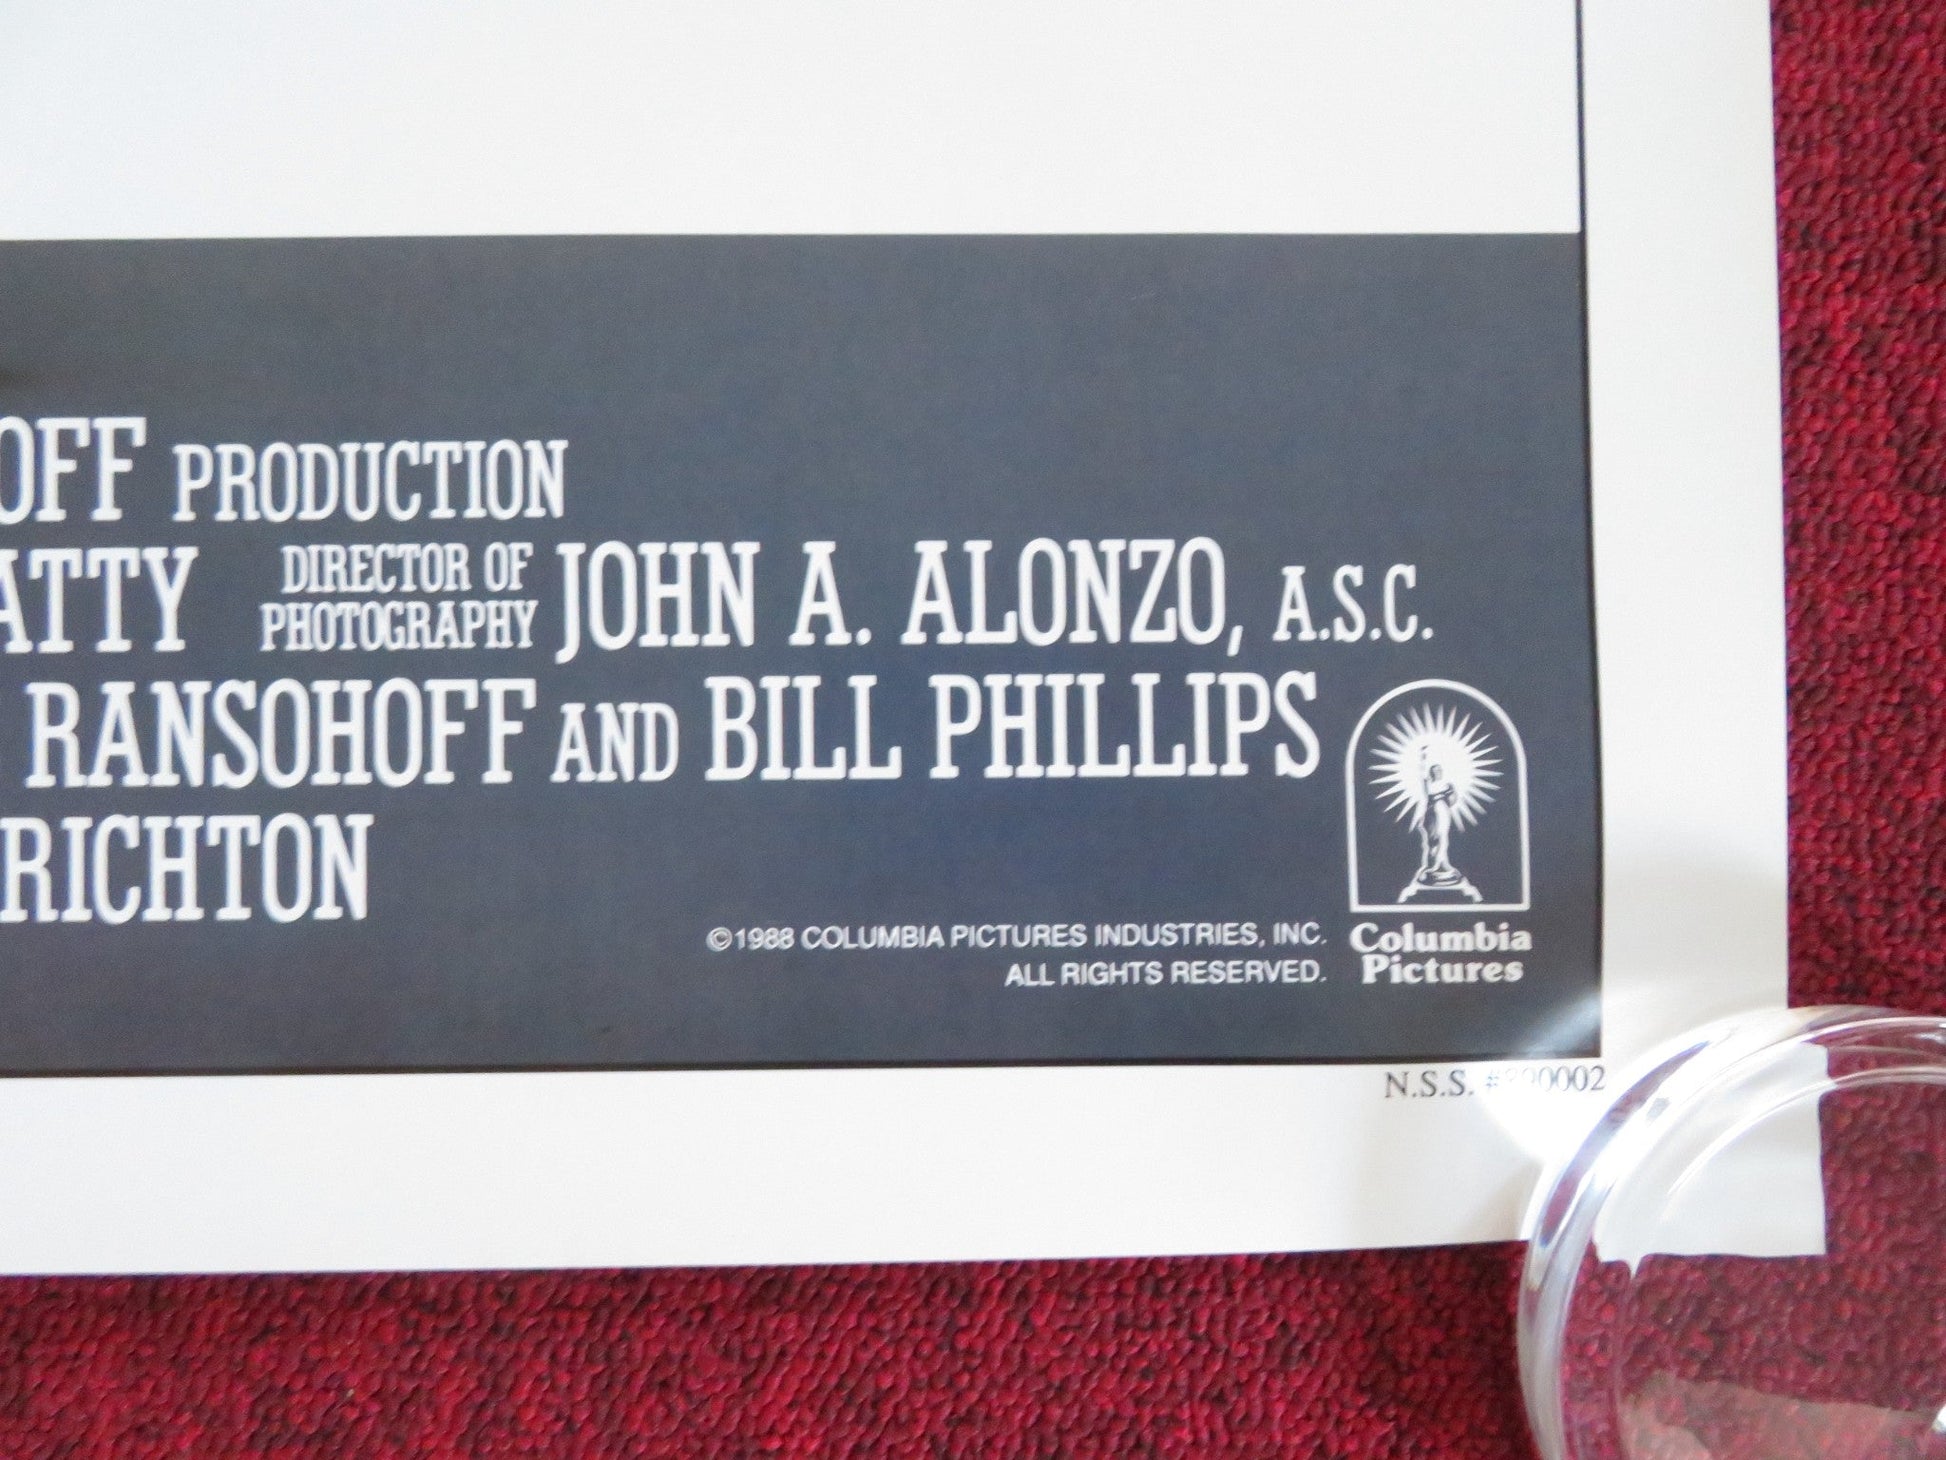 OFF PRODUCTION
ATTY DIRECTOR OF PHOTOGRAPHY JOHN A. ALONZO, A.S.C.
RANSOHOFF AND BILL PHILLIPS
RICHTON
©1988 COLUMBIA PICTURES INDUSTRIES, INC.
ALL RIGHTS RESERVED.
Columbia
Pictures
N.S.S.